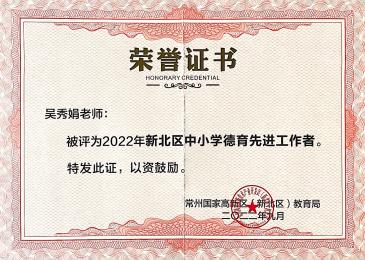 荣誉证书
HONORARY CREDENTIAL
吴秀娟老师：
被评为2022年新北区中小学德育先进工作者。
特发此证，以资鼓励。
常州国家高新区（新北区）教育局
二〇二二年九月